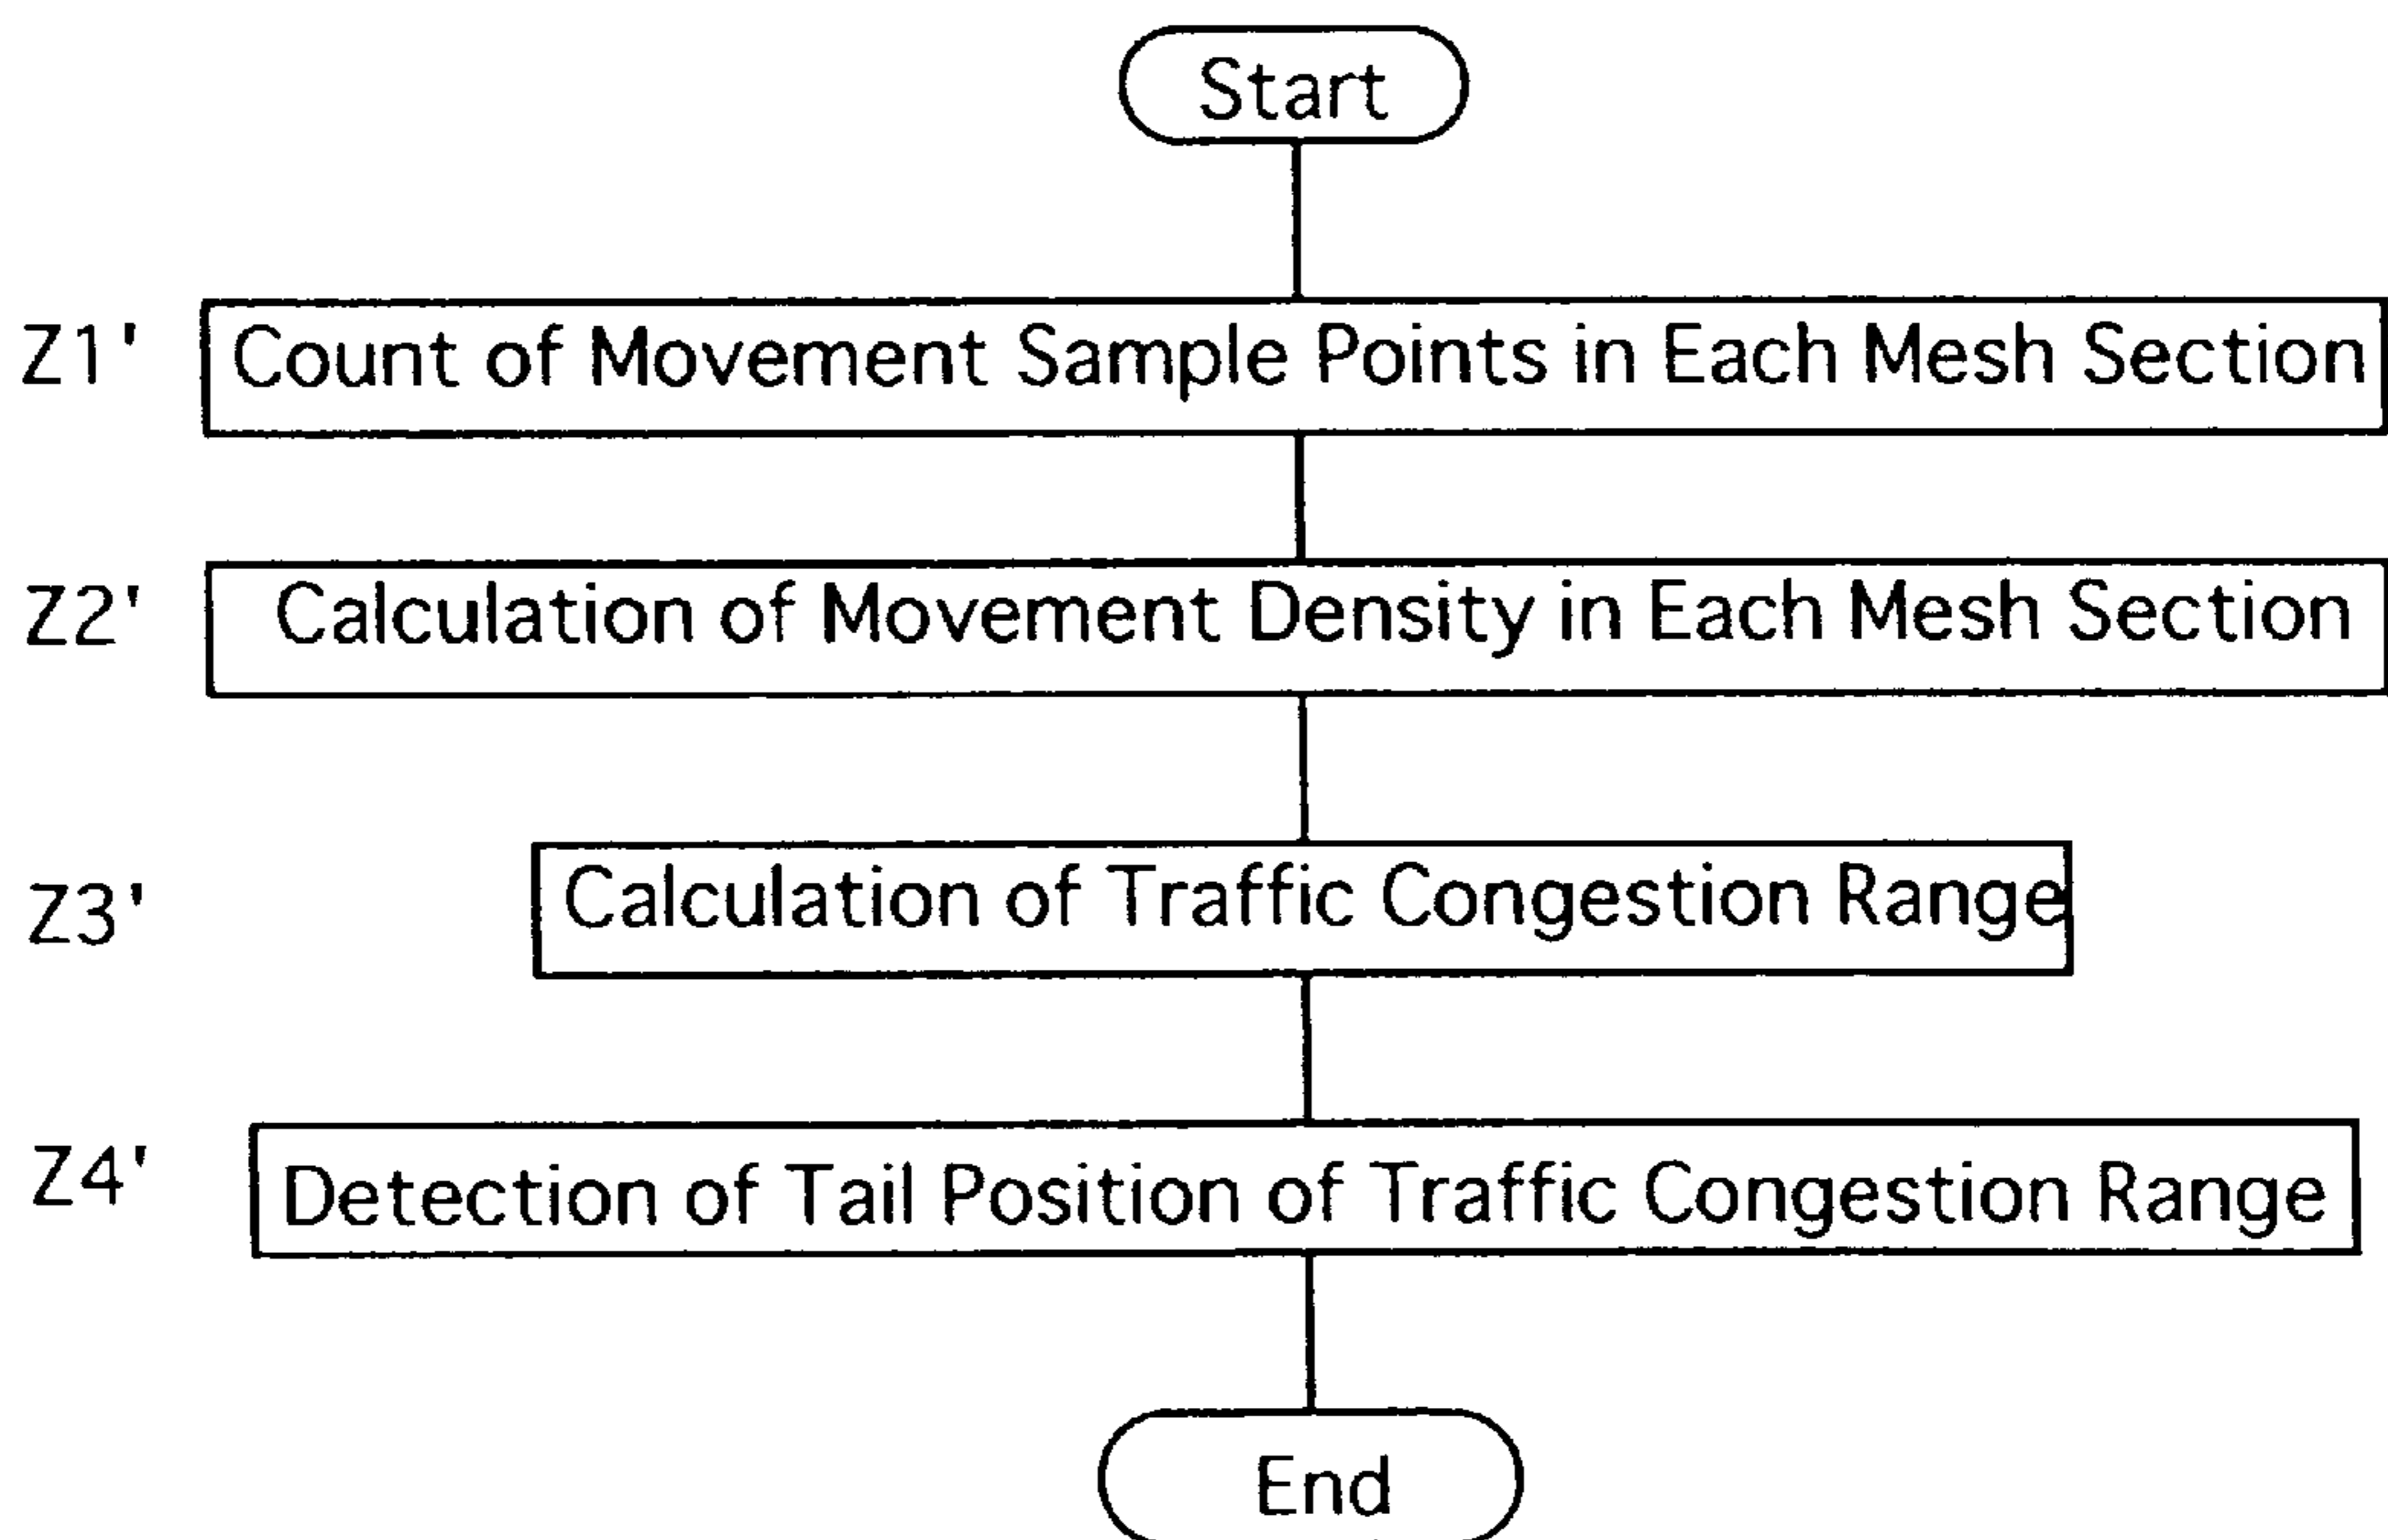 Start
Z1' Count of Movement Sample Points in Each Mesh Section
Z2' Calculation of Movement Density in Each Mesh Section
Z3' Calculation of Traffic Congestion Range
Z4' Detection of Tail Position of Traffic Congestion Range
End